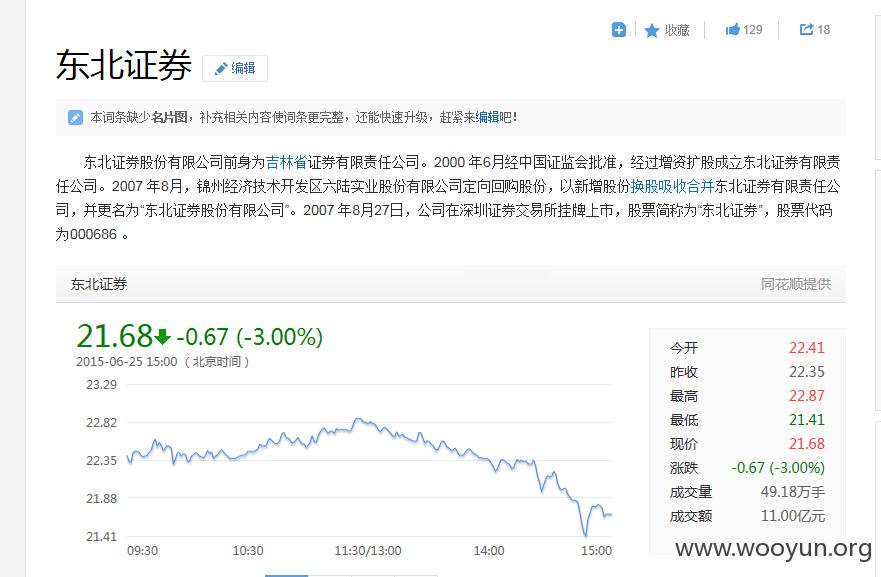 收藏 129 18
东北证券 编辑
本词条缺少名片图，补充相关内容使词条更完整，还能快速升级，赶紧来编辑吧！
东北证券股份有限公司前身为吉林省证券有限责任公司。2000 年6月经中国证监会批准，经过增资扩股成立东北证券有限责
任公司。2007 年8月，锦州经济技术开发区六陆实业股份有限公司定向回购股份，以新增股份换股吸收合并东北证券有限责任公
司，并更名为“东北证券股份有限公司”。2007 年8月27日，公司在深圳证券交易所挂牌上市，股票简称为“东北证券”，股票代码
为000686 。
东北证券 同花顺提供
21.68 -0.67 (-3.00%)
2015-06-25 15:00 （ 北京时间 ）
23.29
22.82
22.35
21.88
21.41
09:30 10:30 11:30/13:00 14:00 15:00
今开 22.41
昨收 22.35
最高 22.87
最低 21.41
现价 21.68
涨跌 -0.67 (-3.00%)
成交量 49.18万手
成交额 11.00亿元
www.wooyun.org